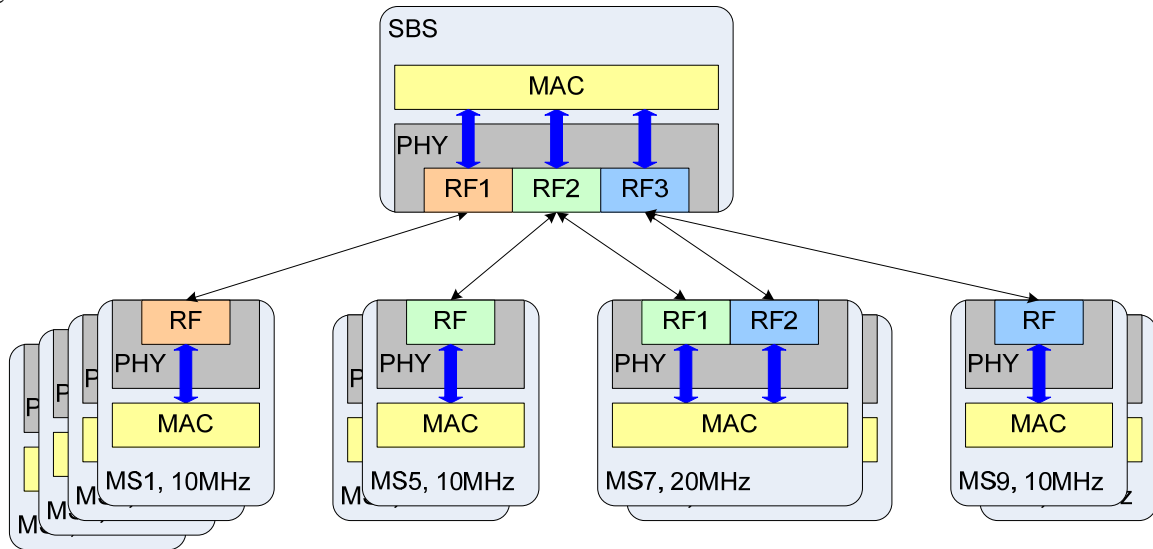 SBS
MAC
PHY
RF1 RF2 RF3
RF RF RF1 RF2 RF
PHY PHY PHY PHY
MAC MAC MAC MAC
MS1, 10MHz MS5, 10MHz MS7, 20MHz MS9, 10MHz